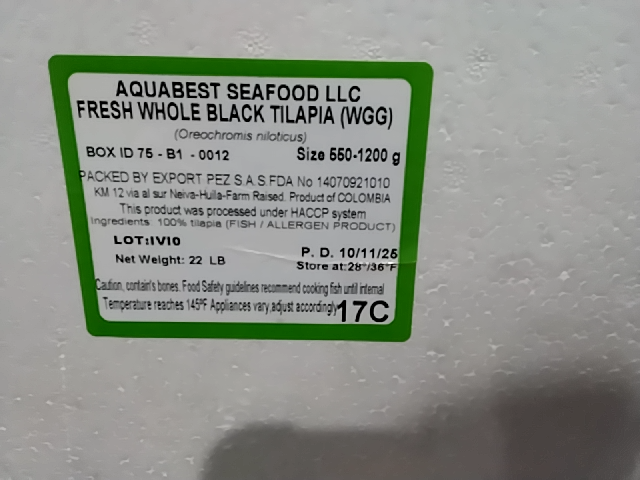 AQUABEST SEAFOOD LLC
FRESH WHOLE BLACK TILAPIA (WGG)
(Oreochromis niloticus)
BOX ID 75 - B1 - 0012 Size 550-1200 g
PACKED BY EXPORT PEZ S.A.S.FDA No 14070921010
KM 12 via al sur Neiva-Huila-Farm Raised. Product of COLOMBIA
This product was processed under HACCP system
Ingredients: 100% tilapia (FISH / ALLERGEN PRODUCT)
LOT:IVI0 P. D. 10/11/25
Net Weight: 22 LB Store at:28°/36°F
Caution, contain's bones. Food Safety guidelines recommend cooking fish until internal
Temperature reaches 145ºF Appliances vary,adjust accordingly 17C